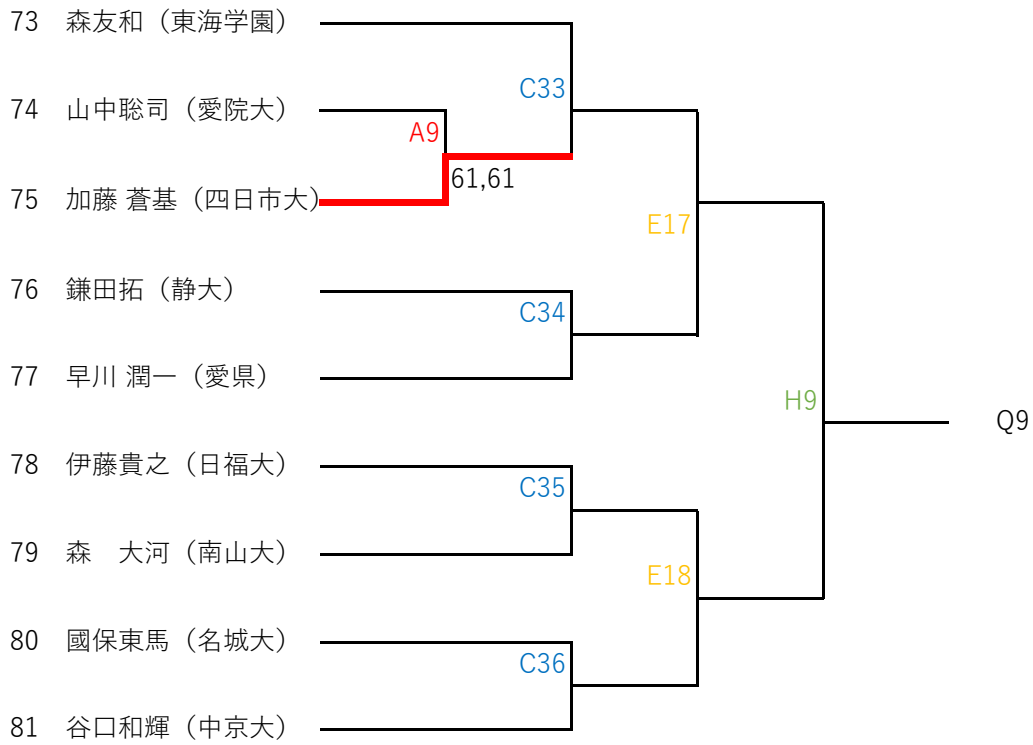 73 森友和（東海学園）
C33
74 山中聡司（愛院大）
A9
61,61
75 加藤 蒼基（四日市大）
E17
76 鎌田拓（静大）
C34
77 早川 潤一（愛県）
H9
Q9
78 伊藤貴之（日福大）
C35
79 森　大河（南山大）
E18
80 國保東馬（名城大）
C36
81 谷口和輝（中京大）